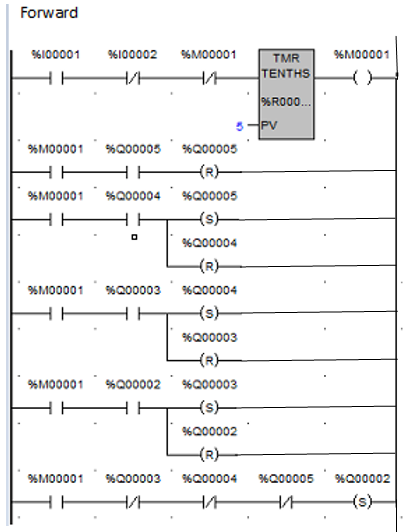 Forward
%I00001 %I00002 %M00001 TMR %M00001
TENTHS
%R000...
5 PV
%M00001 %Q00005 %Q00005
R
%M00001 %Q00004 %Q00005
S
%Q00004
R
%M00001 %Q00003 %Q00004
S
%Q00003
R
%M00001 %Q00002 %Q00003
S
%Q00002
R
%M00001 %Q00003 %Q00004 %Q00005 %Q00002
S